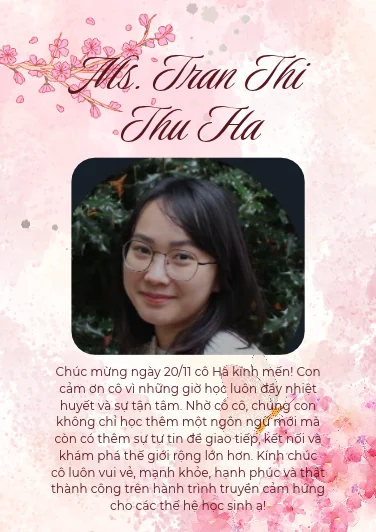 Ms. Tran Thi
Thu Ha
Chúc mừng ngày 20/11 cô Hà kính mến! Con
cảm ơn cô vì những giờ học luôn đầy nhiệt
huyết và sự tận tâm. Nhờ có cô, chúng con
không chỉ học thêm một ngôn ngữ mới mà
còn có thêm sự tự tin để giao tiếp, kết nối và
khám phá thế giới rộng lớn hơn. Kính chúc
cô luôn vui vẻ, mạnh khỏe, hạnh phúc và thật
thành công trên hành trình truyền cảm hứng
cho các thế hệ học sinh ạ!